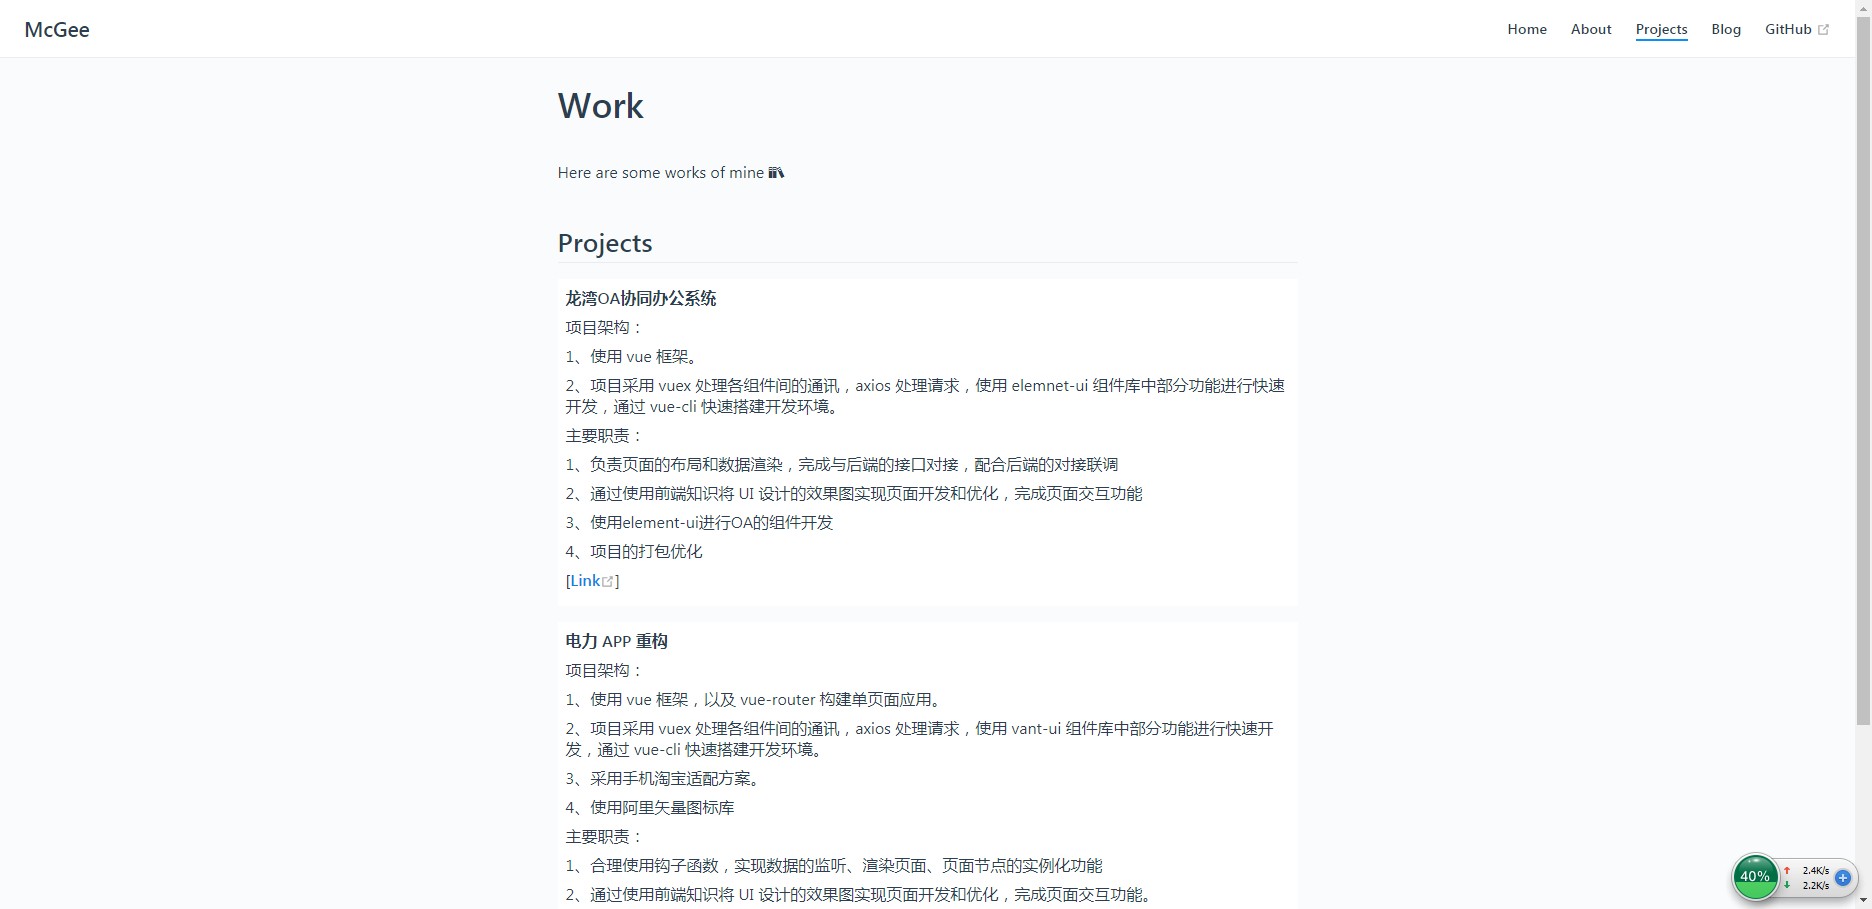 McGee
Home About Projects Blog GitHub
Work
Here are some works of mine
Projects
龙湾OA协同办公系统
项目架构：
1、使用 vue 框架。
2、项目采用 vuex 处理各组件间的通讯，axios 处理请求，使用 elemnet-ui 组件库中部分功能进行快速
开发，通过 vue-cli 快速搭建开发环境。
主要职责：
1、负责页面的布局和数据渲染，完成与后端的接口对接，配合后端的对接联调
2、通过使用前端知识将 UI 设计的效果图实现页面开发和优化，完成页面交互功能
3、使用element-ui进行OA的组件开发
4、项目的打包优化
[Link]
电力 APP 重构
项目架构：
1、使用 vue 框架，以及 vue-router 构建单页面应用。
2、项目采用 vuex 处理各组件间的通讯，axios 处理请求，使用 vant-ui 组件库中部分功能进行快速开
发，通过 vue-cli 快速搭建开发环境。
3、采用手机淘宝适配方案。
4、使用阿里矢量图标库
主要职责：
1、合理使用钩子函数，实现数据的监听、渲染页面、页面节点的实例化功能
2、通过使用前端知识将 UI 设计的效果图实现页面开发和优化，完成页面交互功能。
40%
2.4K/s
2.2K/s